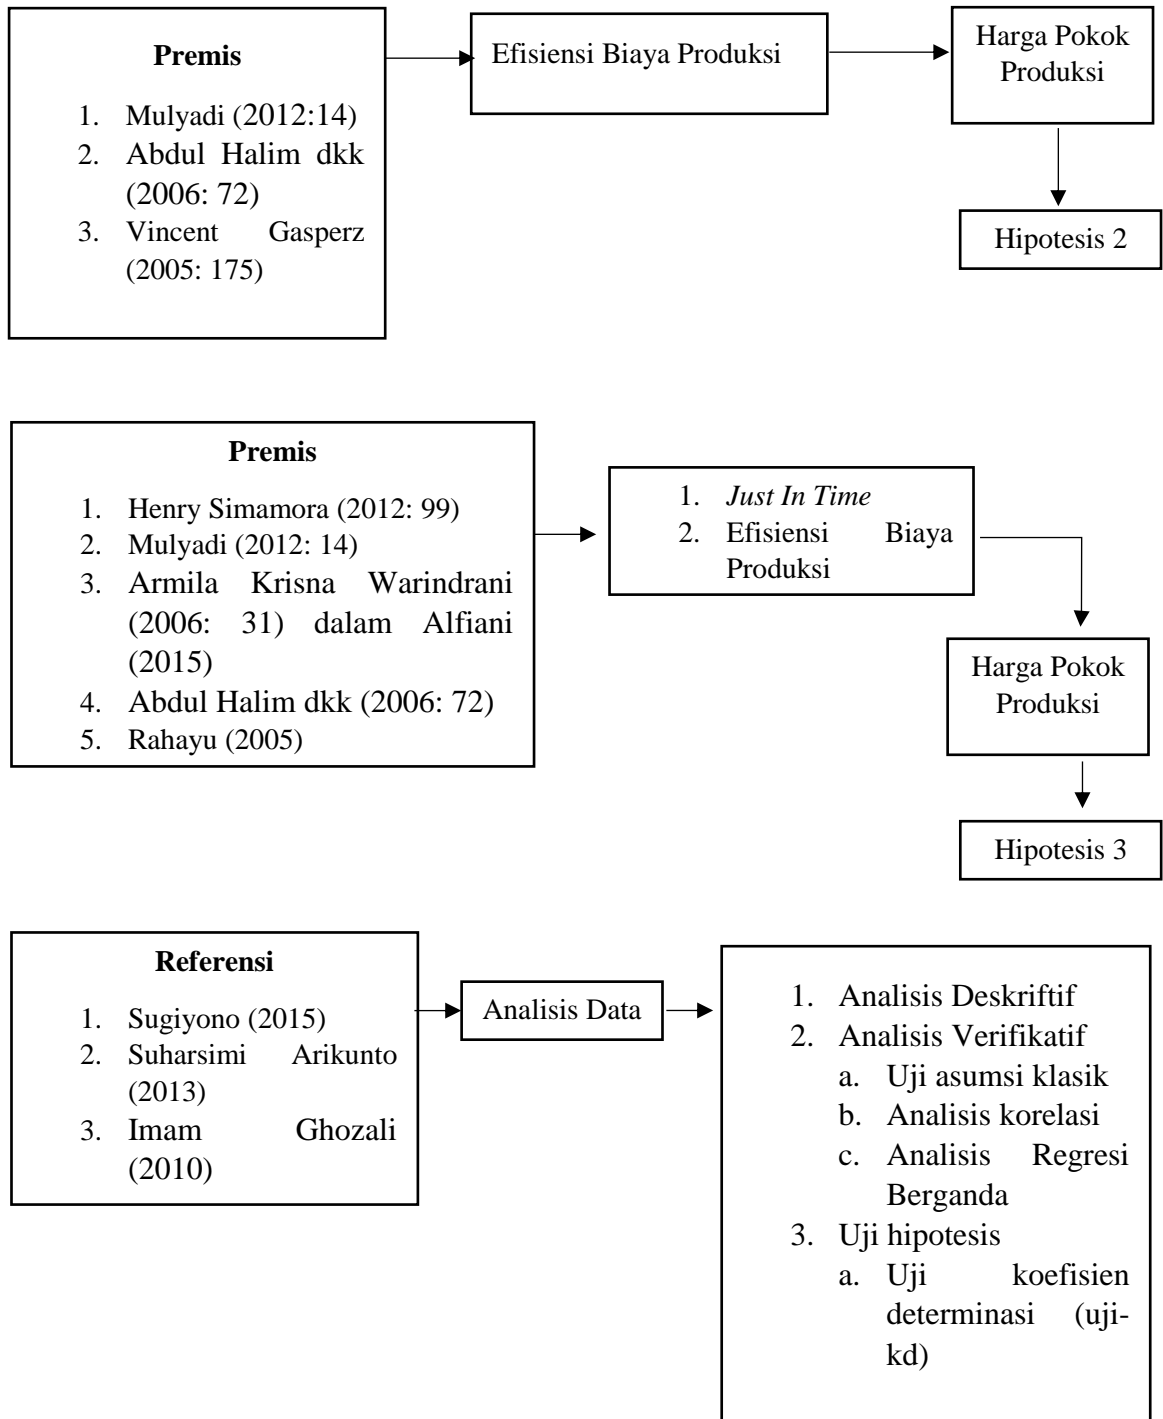 Premis
1. Mulyadi (2012:14)
2. Abdul Halim dkk
(2006: 72)
3. Vincent Gasperz
(2005: 175)
Efisiensi Biaya Produksi
Harga Pokok
Produksi
Hipotesis 2
Premis
1. Henry Simamora (2012: 99)
2. Mulyadi (2012: 14)
3. Armila Krisna Warindrani
(2006: 31) dalam Alfiani
(2015)
4. Abdul Halim dkk (2006: 72)
5. Rahayu (2005)
1. Just In Time
2. Efisiensi Biaya
Produksi
Harga Pokok
Produksi
Hipotesis 3
Referensi
1. Sugiyono (2015)
2. Suharsimi Arikunto
(2013)
3. Imam Ghozali
(2010)
Analisis Data
1. Analisis Deskriftif
2. Analisis Verifikatif
a. Uji asumsi klasik
b. Analisis korelasi
c. Analisis Regresi
Berganda
3. Uji hipotesis
a. Uji koefisien
determinasi (uji-
kd)